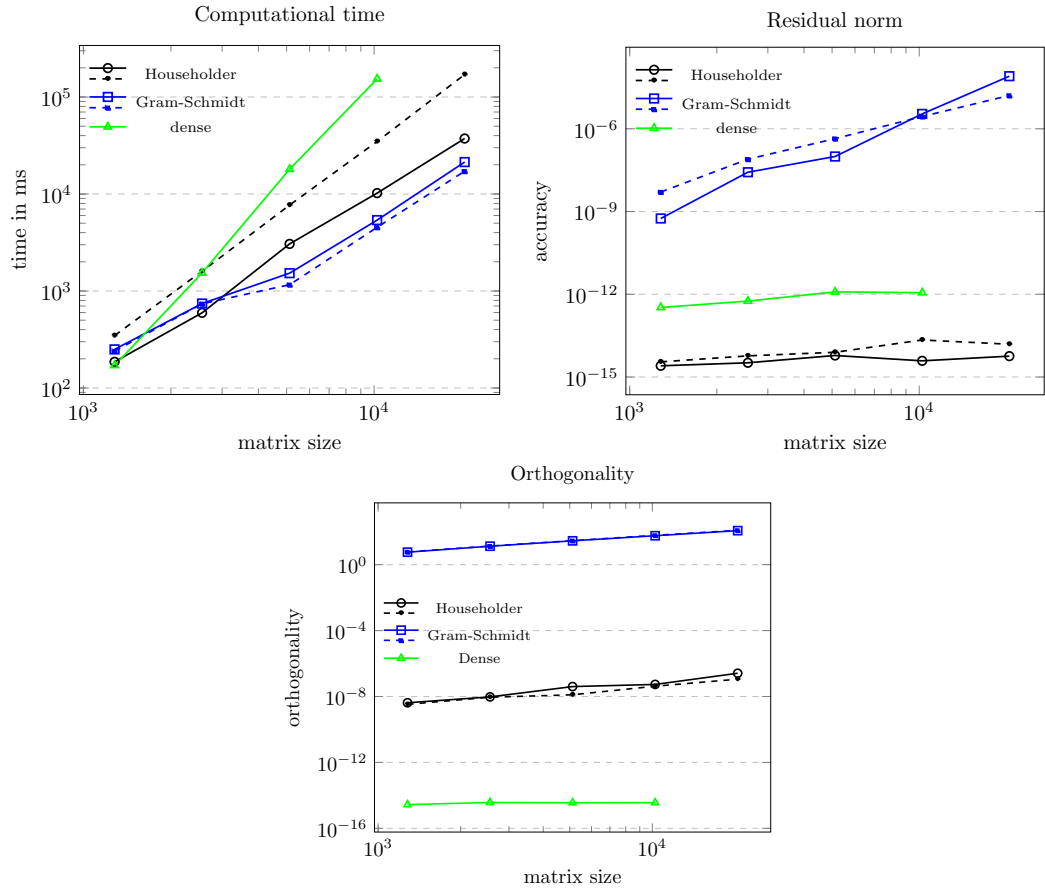 Computational time
Householder
Gram-Schmidt
dense
10^5
10^4
10^3
10^2
time in ms
10^3
10^4
matrix size
Residual norm
Householder
Gram-Schmidt
dense
10^−6
10^−9
10^−12
10^−15
accuracy
10^3
10^4
matrix size
Orthogonality
10^0
Householder
Gram-Schmidt
Dense
10^−4
10^−8
10^−12
10^−16
orthogonality
10^3
10^4
matrix size